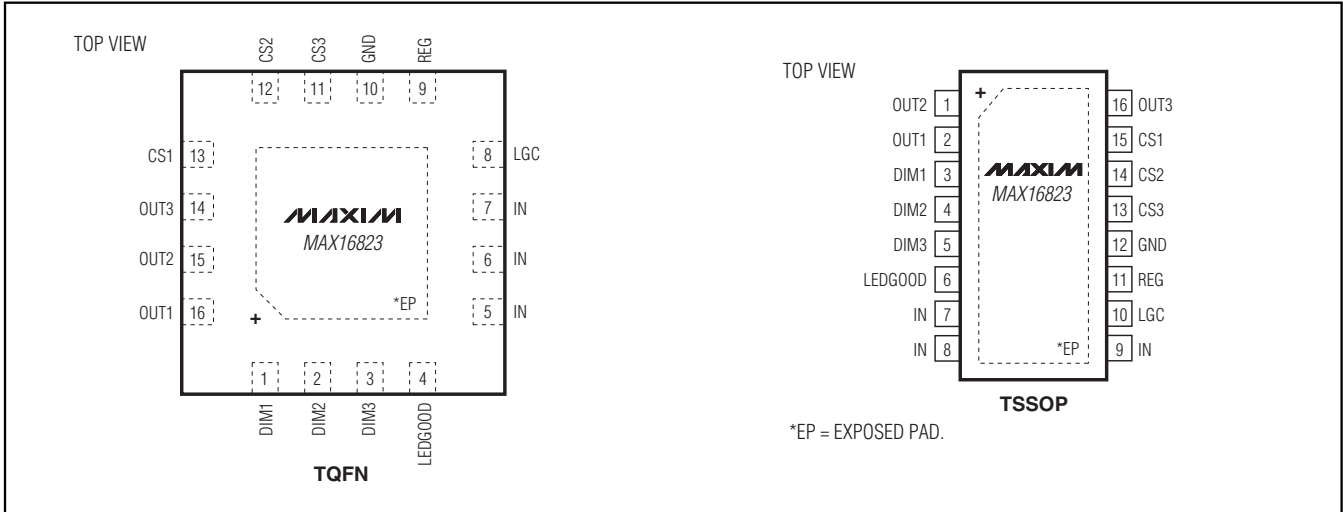 TOP VIEW
CS2 CS3 GND REG
12 11 10 9
CS1 13 8 LGC
OUT3 14 7 IN
OUT2 15 6 IN
OUT1 16 5 IN
MAXIM
MAX16823
*EP
+
1 2 3 4
DIM1 DIM2 DIM3 LEDGOOD
TQFN
TOP VIEW
+
OUT2 1 16 OUT3
OUT1 2 15 CS1
DIM1 3 14 CS2
DIM2 4 13 CS3
DIM3 5 12 GND
LEDGOOD 6 11 REG
IN 7 10 LGC
IN 8 9 IN
MAXIM
MAX16823
*EP
TSSOP
*EP = EXPOSED PAD.